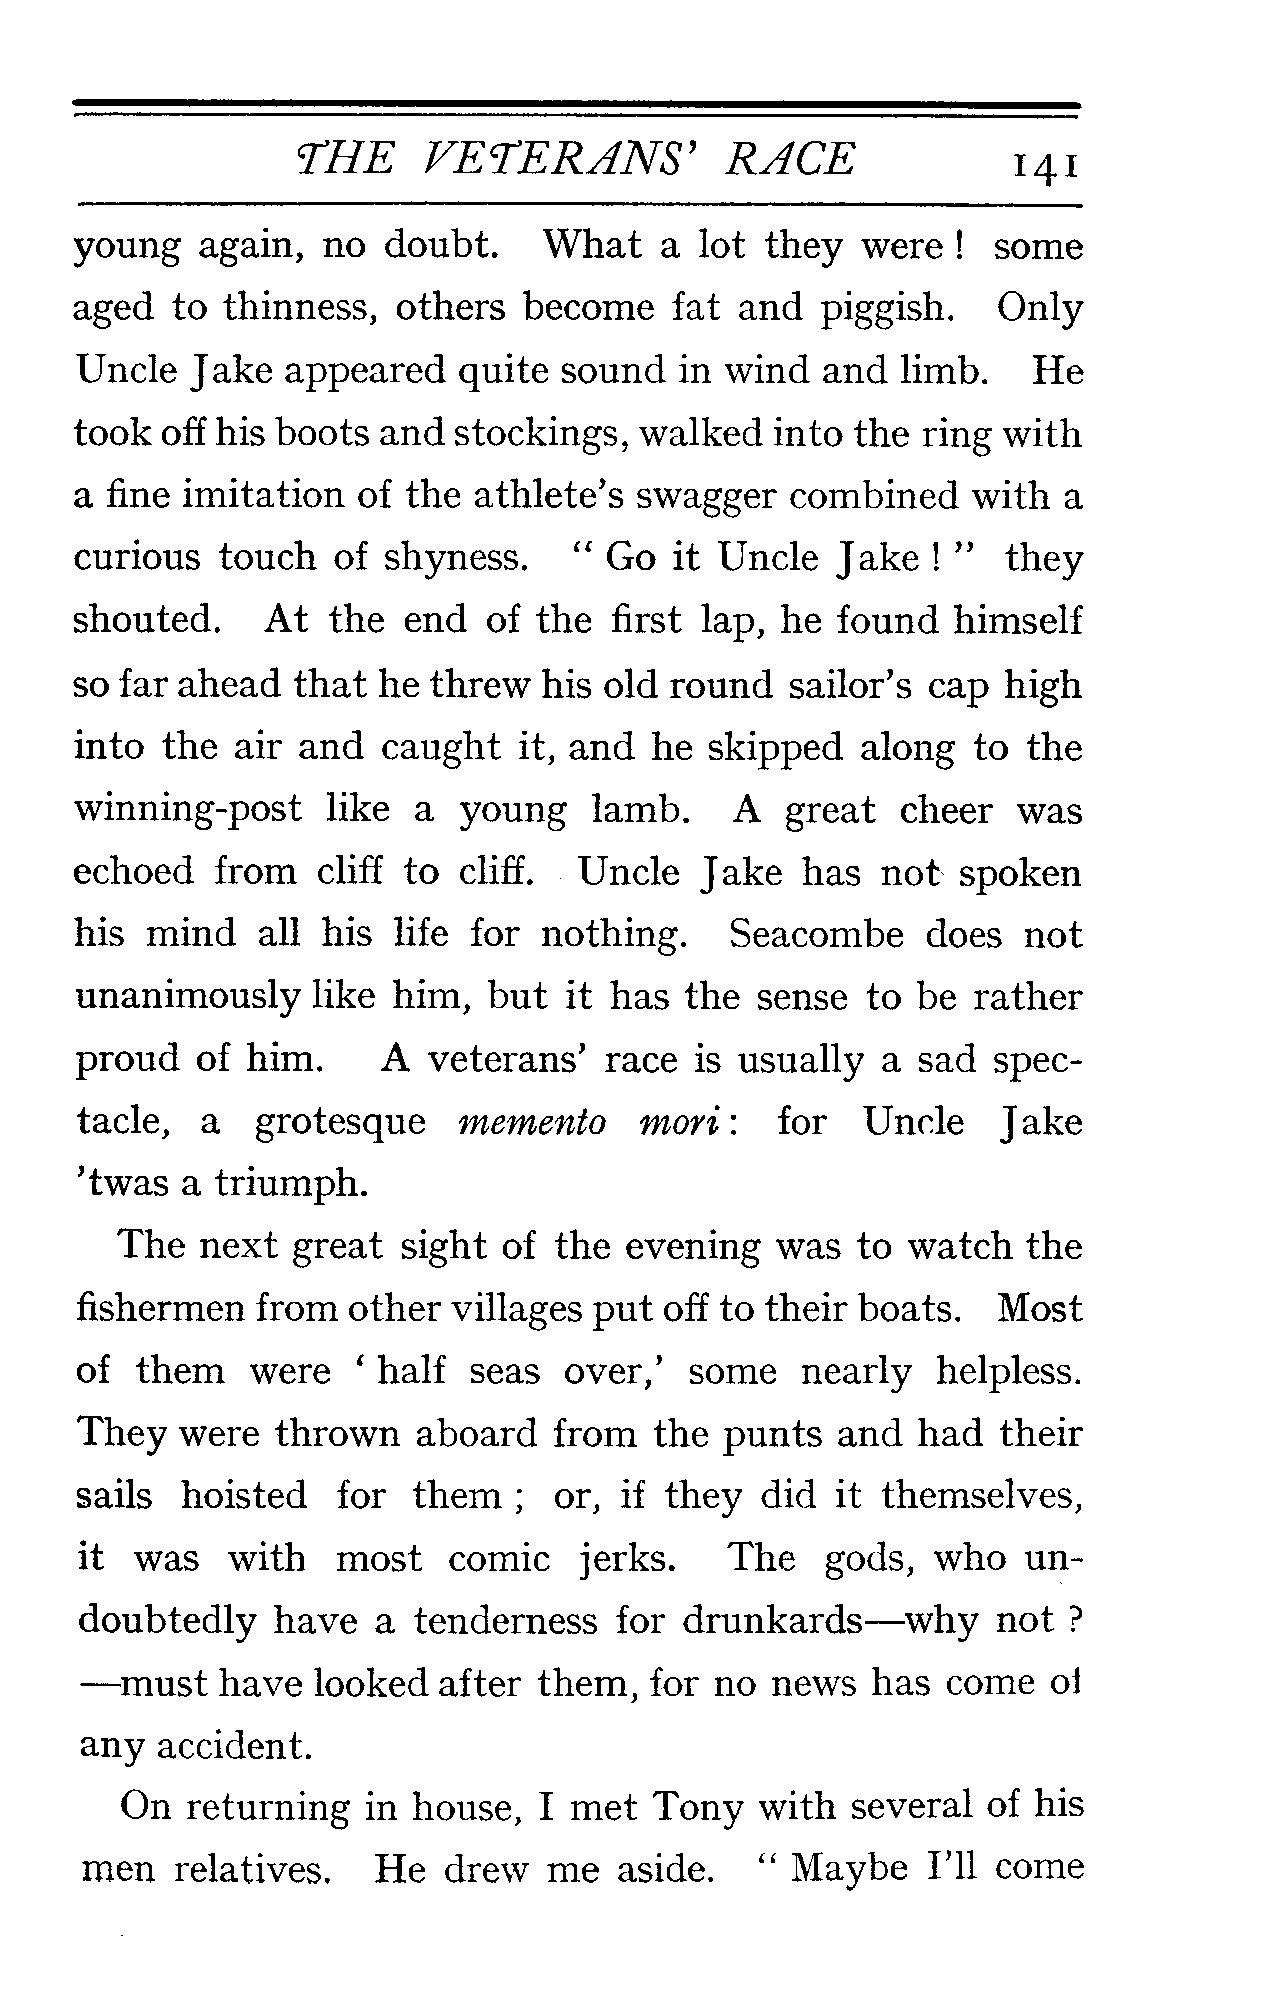 THE VETERANS' RACE 141
young again, no doubt. What a lot they were ! some
aged to thinness, others become fat and piggish. Only
Uncle Jake appeared quite sound in wind and limb. He
took off his boots and stockings, walked into the ring with
a fine imitation of the athlete's swagger combined with a
curious touch of shyness. " Go it Uncle Jake ! " they
shouted. At the end of the first lap, he found himself
so far ahead that he threw his old round sailor's cap high
into the air and caught it, and he skipped along to the
winning-post like a young lamb. A great cheer was
echoed from cliff to cliff. Uncle Jake has not spoken
his mind all his life for nothing. Seacombe does not
unanimously like him, but it has the sense to be rather
proud of him. A veterans' race is usually a sad spec-
tacle, a grotesque memento mori : for Uncle Jake
'twas a triumph.
The next great sight of the evening was to watch the
fishermen from other villages put off to their boats. Most
of them were ' half seas over,' some nearly helpless.
They were thrown aboard from the punts and had their
sails hoisted for them ; or, if they did it themselves,
it was with most comic jerks. The gods, who un-
doubtedly have a tenderness for drunkards—why not ?
—must have looked after them, for no news has come of
any accident.
On returning in house, I met Tony with several of his
men relatives. He drew me aside. " Maybe I'll come